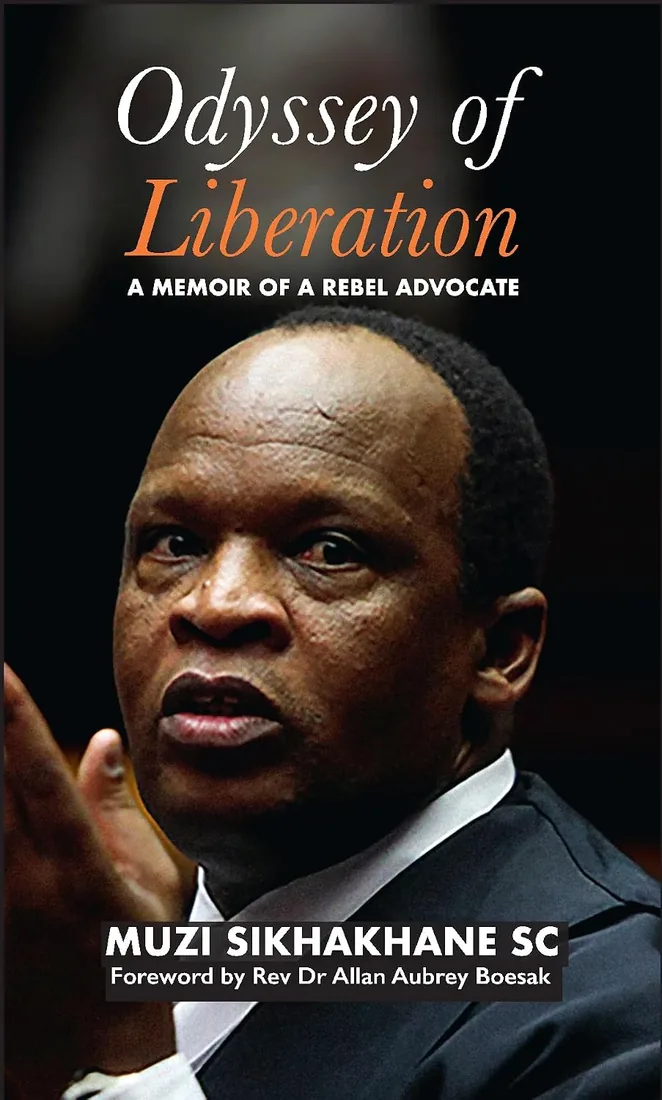 Odyssey of
Liberation
A MEMOIR OF A REBEL ADVOCATE
MUZI SIKHAKHANE SC
Foreword by Rev Dr Allan Aubrey Boesak